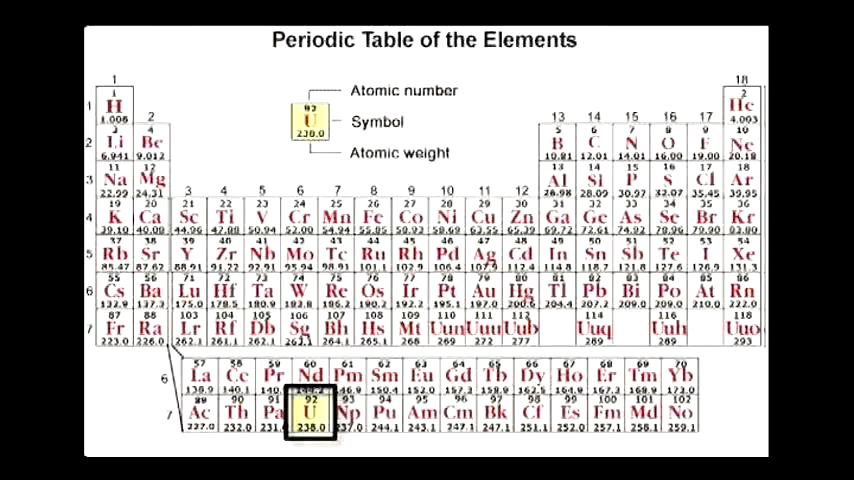 Periodic Table of the Elements
1 18
1 2
H He
1 1.008 4.003
Atomic number
92
U Symbol
238.0
Atomic weight
2 13 14 15 16 17
3 4 5 6 7 8 9 10
2 Li Be B C N O F Ne
6.941 9.012 10.81 12.01 14.01 16.00 19.00 20.18
11 12 13 14 15 16 17 18
3 Na Mg Al Si P S Cl Ar
22.99 24.31 26.98 28.09 30.97 32.07 35.45 39.95
3 4 5 6 7 8 9 10 11 12
19 20 21 22 23 24 25 26 27 28 29 30 31 32 33 34 35 36
4 K Ca Sc Ti V Cr Mn Fe Co Ni Cu Zn Ga Ge As Se Br Kr
39.10 40.08 44.96 47.88 50.94 52.00 54.94 55.85 58.93 58.69 63.55 65.39 69.72 72.61 74.92 78.96 79.90 83.80
37 38 39 40 41 42 43 44 45 46 47 48 49 50 51 52 53 54
5 Rb Sr Y Zr Nb Mo Tc Ru Rh Pd Ag Cd In Sn Sb Te I Xe
85.47 87.62 88.91 91.22 92.91 95.94 98.91 101.1 102.9 106.4 107.9 112.4 114.8 118.7 121.8 127.6 126.9 131.3
55 56 71 72 73 74 75 76 77 78 79 80 81 82 83 84 85 86
6 Cs Ba Lu Hf Ta W Re Os Ir Pt Au Hg Tl Pb Bi Po At Rn
132.9 137.3 175.0 178.5 180.9 183.8 186.2 190.2 192.2 195.1 197.0 200.6 204.4 207.2 209.0 209.0 210.0 222.0
87 88 103 104 105 106 107 108 109 110 111 112 114 116 118
7 Fr Ra Lr Rf Db Sg Bh Hs Mt Uun Uuu Uub Uuq Uuh Uuo
223.0 226.0 262.1 261.1 262.1 263.1 264.1 265.1 268 269 272 277 289 289 293
57 58 59 60 61 62 63 64 65 66 67 68 69 70
6 La Ce Pr Nd Pm Sm Eu Gd Tb Dy Ho Er Tm Yb
138.9 140.1 140. 146.9 150.4 152.0 157.3 158.9 162.5 164.9 167.3 168.9 173.0
89 90 91 92 93 94 95 96 97 98 99 100 101 102
7 Ac Th Pa U Np Pu Am Cm Bk Cf Es Fm Md No
227.0 232.0 231. 238.0 237.0 244.1 243.1 247.1 247.1 251.1 252.0 257.1 258.1 259.1